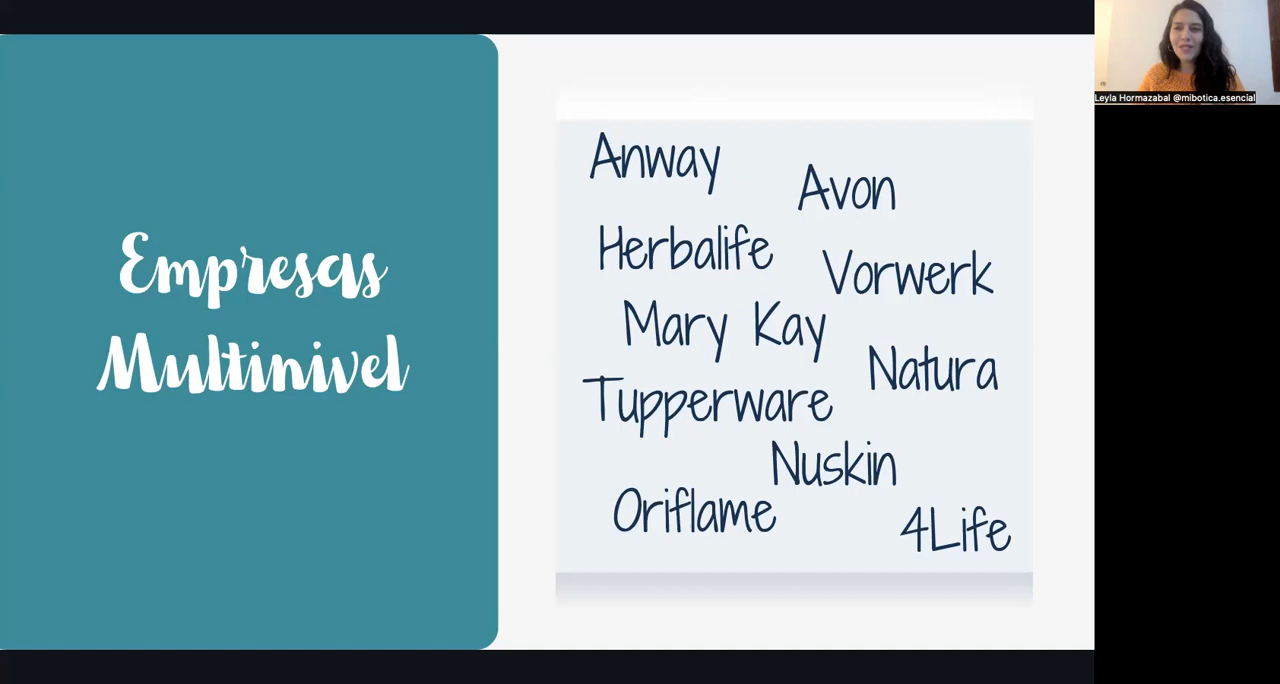 Empresas
Multinivel
Anway
Avon
Herbalife
Vorwerk
Mary Kay
Natura
Tupperware
Nuskin
Oriflame
4Life
Leyla Hormazabal @mibotica.esencial